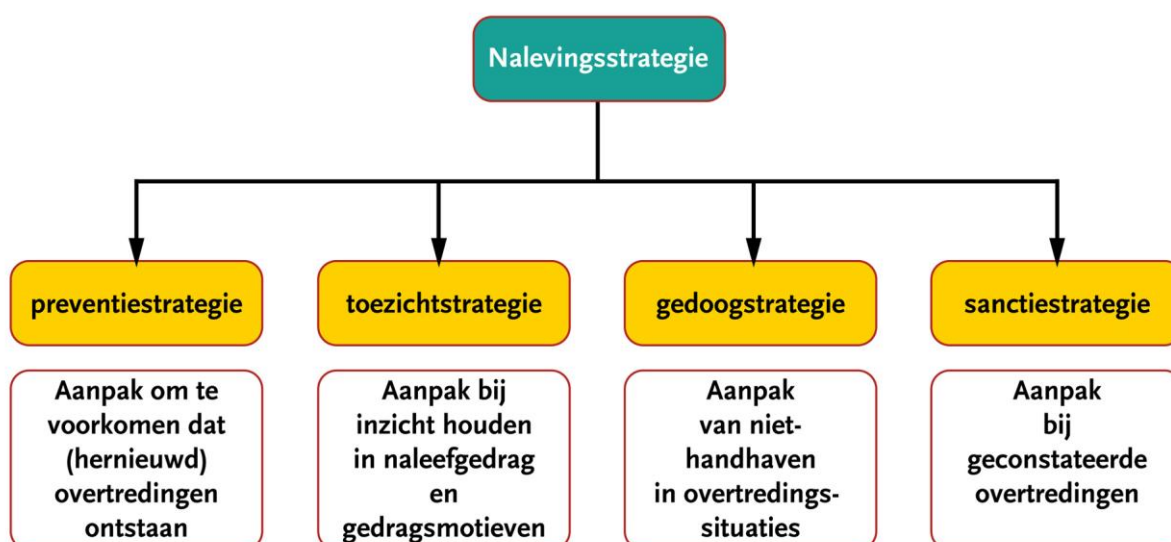 Nalevingsstrategie
preventiestrategie
toezichtstrategie
gedoogstrategie
sanctiestrategie
Aanpak om te
voorkomen dat
(hernieuwd)
overtredingen
ontstaan
Aanpak bij
inzicht houden
in naleefgedrag
en
gedragsmotieven
Aanpak
van niet-
handhaven
in overtredings-
situaties
Aanpak
bij
geconstateerde
overtredingen